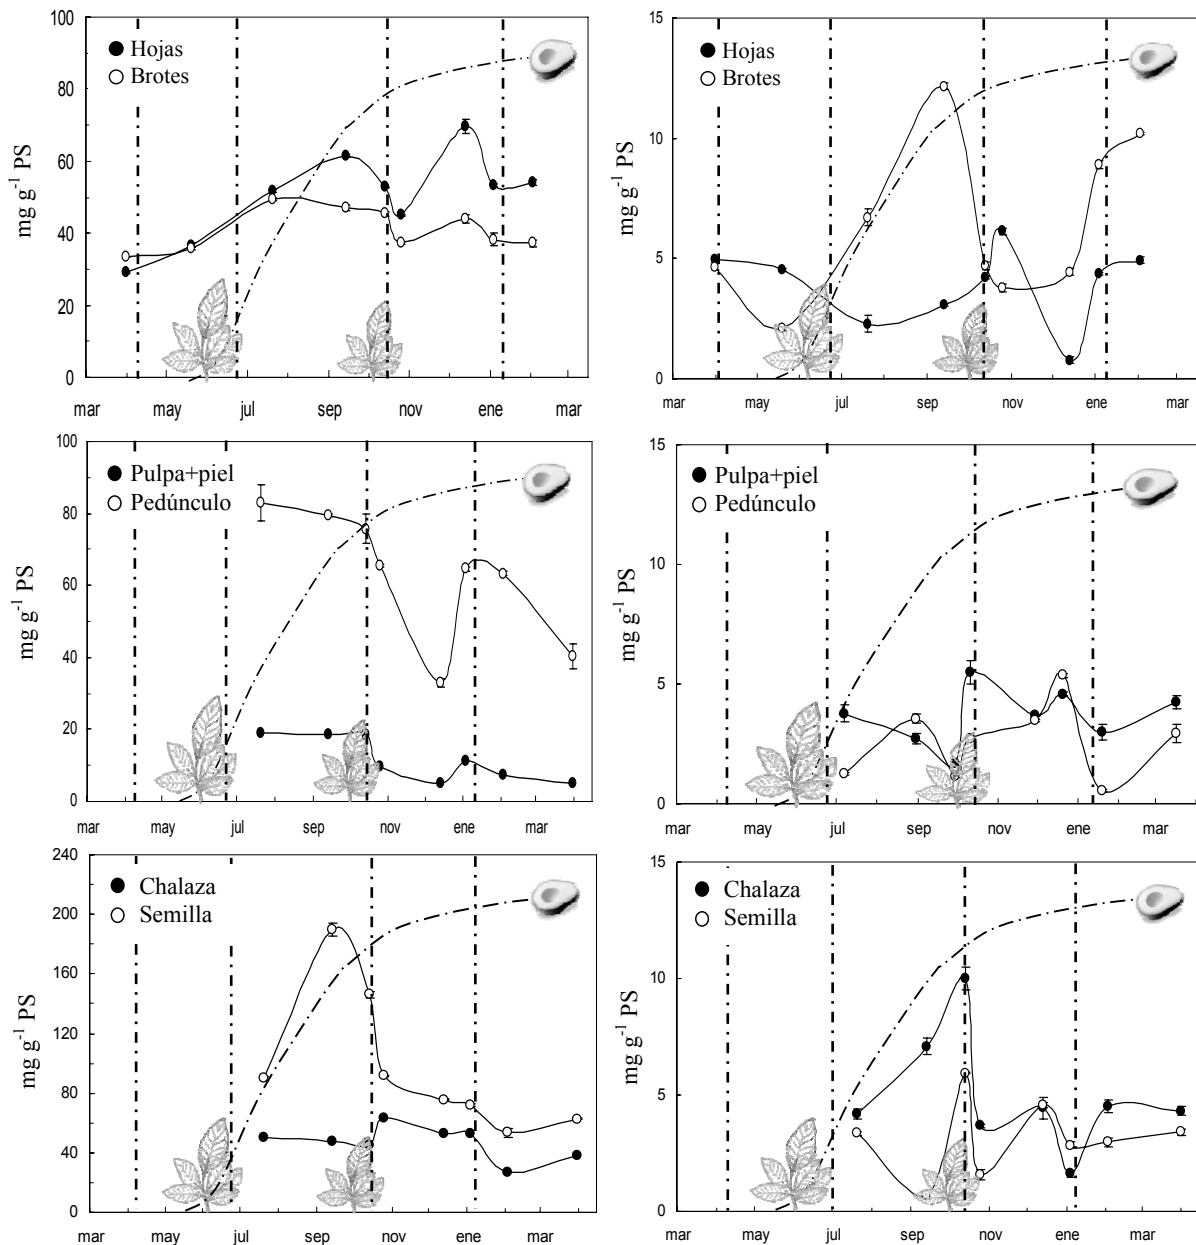 100
80
60
40
20
0
mg g-1 PS
Hojas
Brotes
mar may jul sep nov ene mar
15
10
5
0
mg g-1 PS
Hojas
Brotes
mar may jul sep nov ene mar
100
80
60
40
20
0
mg g-1 PS
Pulpa+piel
Pedúnculo
mar may jul sep nov ene mar
15
10
5
0
mg g-1 PS
Pulpa+piel
Pedúnculo
mar may jul sep nov ene mar
240
200
160
120
80
40
0
mg g-1 PS
Chalaza
Semilla
mar may jul sep nov ene mar
15
10
5
0
mg g-1 PS
Chalaza
Semilla
mar may jul sep nov ene mar